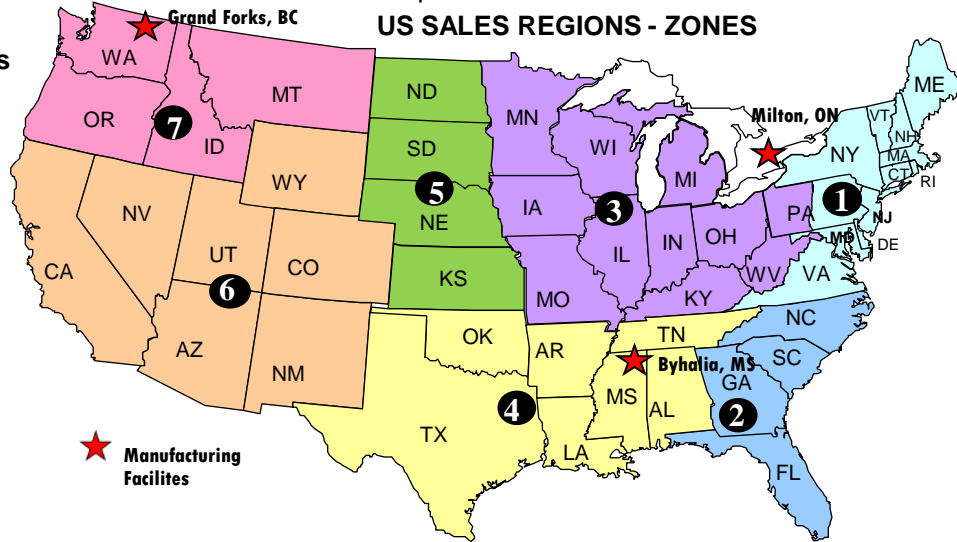 US SALES REGIONS - ZONES
Grand Forks, BC
s
WA
MT
ND
MN
ME
OR
7
ID
SD
WI
Milton, ON
VT
NH
NY
MA
CT
RI
WY
5
MI
NV
NE
IA
3
PA
1
NJ
UT
CO
IL
IN
OH
MD
DE
CA
6
KS
MO
WV
VA
KY
AZ
NM
OK
AR
TN
NC
SC
Byhalia, MS
GA
MS
AL
2
TX
4
LA
FL
Manufacturing
Facilites